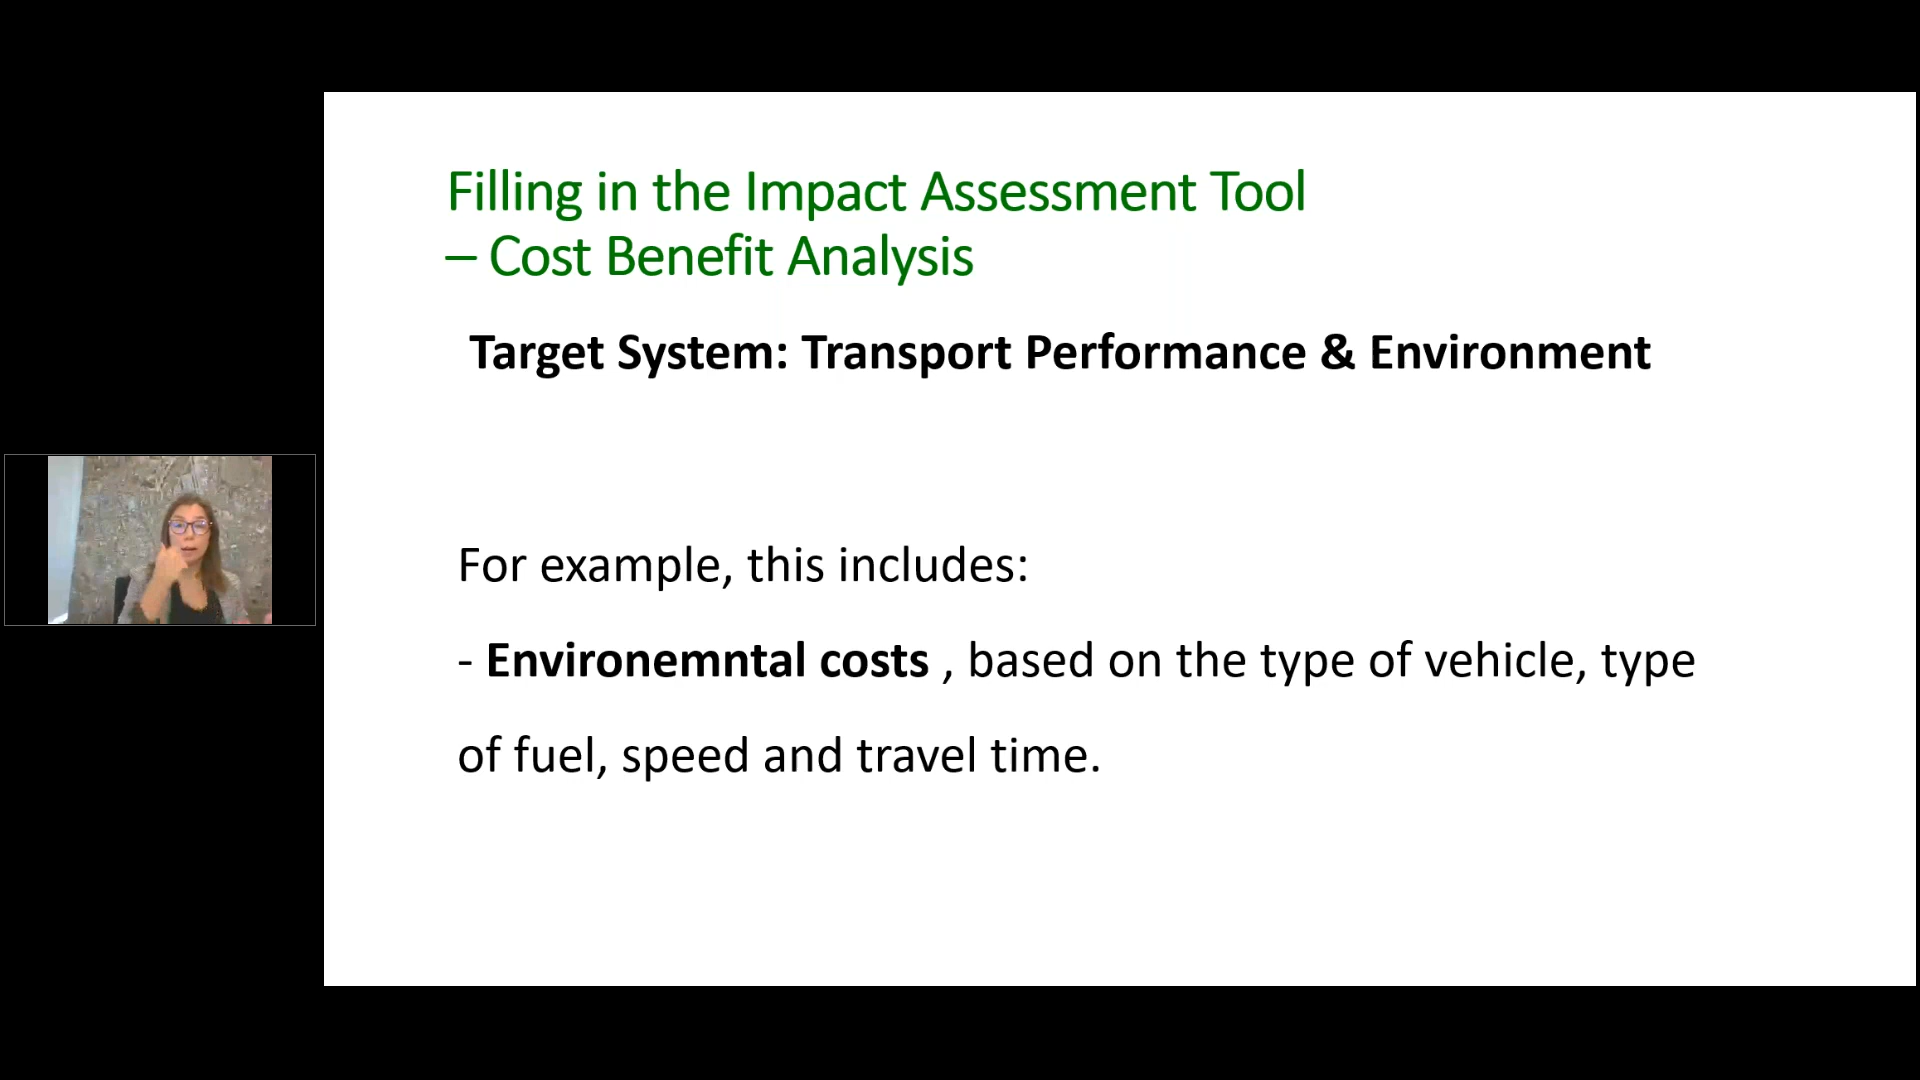 Filling in the Impact Assessment Tool
– Cost Benefit Analysis
Target System: Transport Performance & Environment
For example, this includes:
- Environemntal costs , based on the type of vehicle, type
of fuel, speed and travel time.